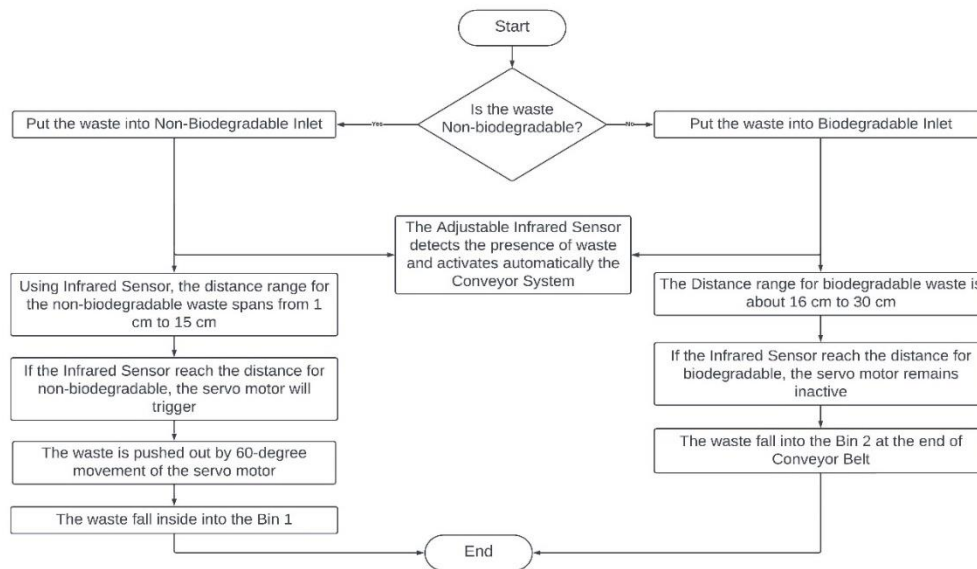 Start
Is the waste
Non-biodegradable?
Yes
No
Put the waste into Non-Biodegradable Inlet
Put the waste into Biodegradable Inlet
The Adjustable Infrared Sensor
detects the presence of waste
and activates automatically the
Conveyor System
Using Infrared Sensor, the distance range for
the non-biodegradable waste spans from 1
cm to 15 cm
The Distance range for biodegradable waste is
about 16 cm to 30 cm
If the Infrared Sensor reach the distance for
non-biodegradable, the servo motor will
trigger
If the Infrared Sensor reach the distance for
biodegradable, the servo motor remains
inactive
The waste is pushed out by 60-degree
movement of the servo motor
The waste fall into the Bin 2 at the end of
Conveyor Belt
The waste fall inside into the Bin 1
End